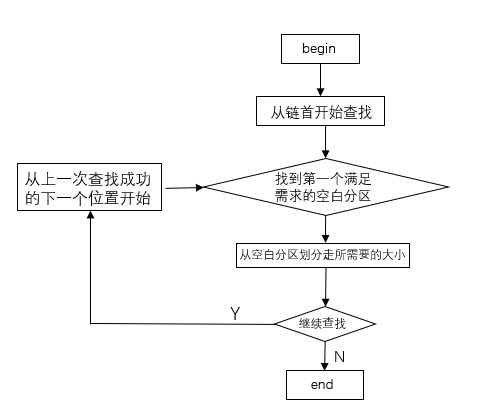 begin
从链首开始查找
从上一次查找成功
的下一个位置开始
找到第一个满足
需求的空白分区
从空白分区划分走所需要的大小
Y
继续查找
N
end